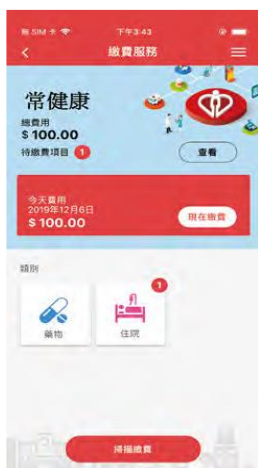 無 SIM 卡
下午3:43
繳費服務
常健康
總費用
$ 100.00
待繳費項目 1
查看
今天費用
2019年12月6日
$ 100.00
現在繳費
類別
1
藥物
住院
掃描繳費